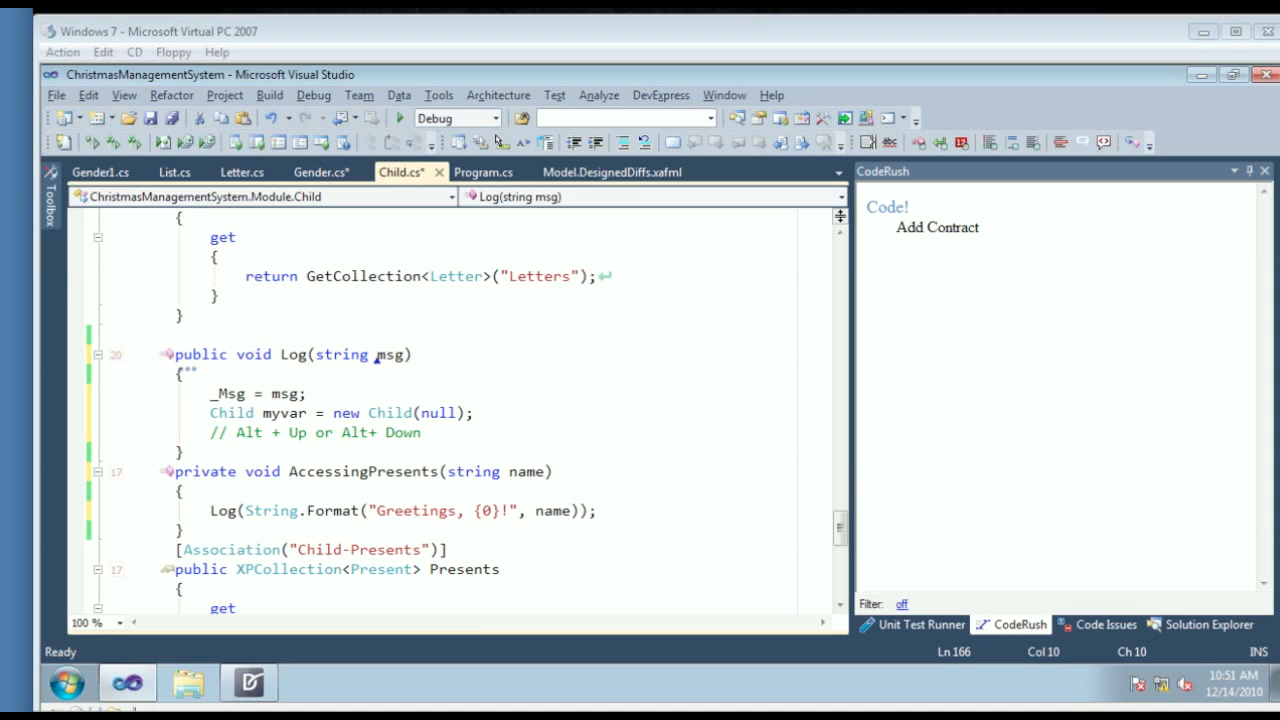 Windows 7 - Microsoft Virtual PC 2007
Action Edit CD Floppy Help
ChristmasManagementSystem - Microsoft Visual Studio
File Edit View Refactor Project Build Debug Team Data Tools Architecture Test Analyze DevExpress Window Help
Debug
Toolbox
Gender1.cs List.cs Letter.cs Gender.cs* Child.cs* Program.cs Model.DesignedDiffs.xafml
ChristmasManagementSystem.Module.Child Log(string msg)
{
get
{
return GetCollection<Letter>("Letters");
}
}
20 public void Log(string msg)
{
_Msg = msg;
Child myvar = new Child(null);
// Alt + Up or Alt+ Down
}
17 private void AccessingPresents(string name)
{
Log(String.Format("Greetings, {0}!", name));
}
[Association("Child-Presents")]
17 public XPCollection<Present> Presents
{
get
100 %
CodeRush
Code!
Add Contract
Filter: off
Unit Test Runner CodeRush Code Issues Solution Explorer
Ready Ln 166 Col 10 Ch 10 INS
10:51 AM
12/14/2010